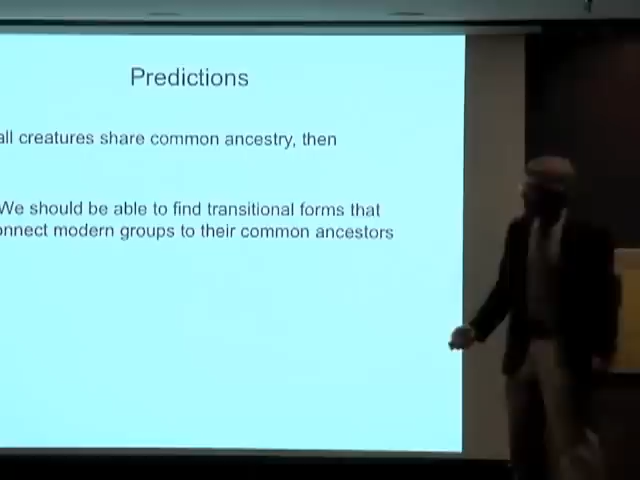 Predictions
all creatures share common ancestry, then
We should be able to find transitional forms that
onnect modern groups to their common ancestors